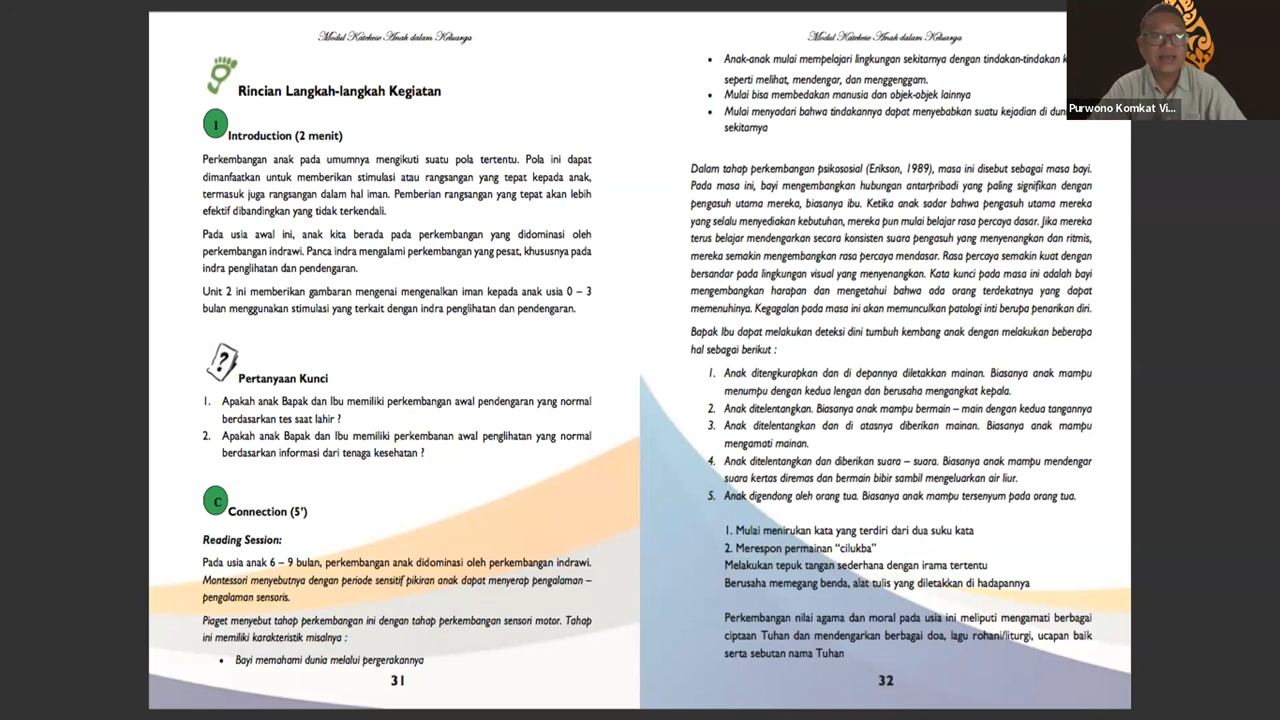 Modul Katekese Anak dalam Keluarga
Rincian Langkah-langkah Kegiatan
I
Introduction (2 menit)
Perkembangan anak pada umumnya mengikuti suatu pola tertentu. Pola ini dapat
dimanfaatkan untuk memberikan stimulasi atau rangsangan yang tepat kepada anak,
termasuk juga rangsangan dalam hal iman. Pemberian rangsangan yang tepat akan lebih
efektif dibandingkan yang tidak terkendali.
Pada usia awal ini, anak kita berada pada perkembangan yang didominasi oleh
perkembangan indrawi. Panca indra mengalami perkembangan yang pesat, khususnya pada
indra penglihatan dan pendengaran.
Unit 2 ini memberikan gambaran mengenai mengenalkan iman kepada anak usia 0 – 3
bulan menggunakan stimulasi yang terkait dengan indra penglihatan dan pendengaran.
?
Pertanyaan Kunci
1. Apakah anak Bapak dan Ibu memiliki perkembangan awal pendengaran yang normal
berdasarkan tes saat lahir ?
2. Apakah anak Bapak dan Ibu memiliki perkembanan awal penglihatan yang normal
berdasarkan informasi dari tenaga kesehatan ?
C
Connection (5')
Reading Session:
Pada usia anak 6 – 9 bulan, perkembangan anak didominasi oleh perkembangan indrawi.
Montessori menyebutnya dengan periode sensitif pikiran anak dapat menyerap pengalaman –
pengalaman sensoris.
Piaget menyebut tahap perkembangan ini dengan tahap perkembangan sensori motor. Tahap
ini memiliki karakteristik misalnya :
• Bayi memahami dunia melalui pergerakannya
31
Modul Katekese Anak dalam Keluarga
• Anak-anak mulai mempelajari lingkungan sekitarnya dengan tindakan-tindakan
seperti melihat, mendengar, dan menggenggam.
• Mulai bisa membedakan manusia dan objek-objek lainnya
• Mulai menyadari bahwa tindakannya dapat menyebabkan suatu kejadian di
sekitarnya
Dalam tahap perkembangan psikososial (Erikson, 1989), masa ini disebut sebagai masa bayi.
Pada masa ini, bayi mengembangkan hubungan antarpribadi yang paling signifikan dengan
pengasuh utama mereka, biasanya ibu. Ketika anak sadar bahwa pengasuh utama mereka
yang selalu menyediakan kebutuhan, mereka pun mulai belajar rasa percaya dasar. Jika mereka
terus belajar mendengarkan secara konsisten suara pengasuh yang menyenangkan dan ritmis,
mereka semakin mengembangkan rasa percaya mendasar. Rasa percaya semakin kuat dengan
bersandar pada lingkungan visual yang menyenangkan. Kata kunci pada masa ini adalah bayi
mengembangkan harapan dan mengetahui bahwa ada orang terdekatnya yang dapat
memenuhinya. Kegagalan pada masa ini akan memunculkan patologi inti berupa penarikan diri.
Bapak Ibu dapat melakukan deteksi dini tumbuh kembang anak dengan melakukan beberapa
hal sebagai berikut :
1. Anak ditengkurapkan dan di depannya diletakkan mainan. Biasanya anak mampu
menumpu dengan kedua lengan dan berusaha mengangkat kepala.
2. Anak ditelentangkan. Biasanya anak mampu bermain – main dengan kedua tangannya
3. Anak ditelentangkan dan di atasnya diberikan mainan. Biasanya anak mampu
mengamati mainan.
4. Anak ditelentangkan dan diberikan suara – suara. Biasanya anak mampu mendengar
suara kertas diremas dan bermain bibir sambil mengeluarkan air liur.
5. Anak digendong oleh orang tua. Biasanya anak mampu tersenyum pada orang tua.
1. Mulai menirukan kata yang terdiri dari dua suku kata
2. Merespon permainan “cilukba”
Melakukan tepuk tangan sederhana dengan irama tertentu
Berusaha memegang benda, alat tulis yang diletakkan di hadapannya
Perkembangan nilai agama dan moral pada usia ini meliputi mengamati berbagai
ciptaan Tuhan dan mendengarkan berbagai doa, lagu rohani/liturgi, ucapan baik
serta sebutan nama Tuhan
32
Purwono Komkat Vi...